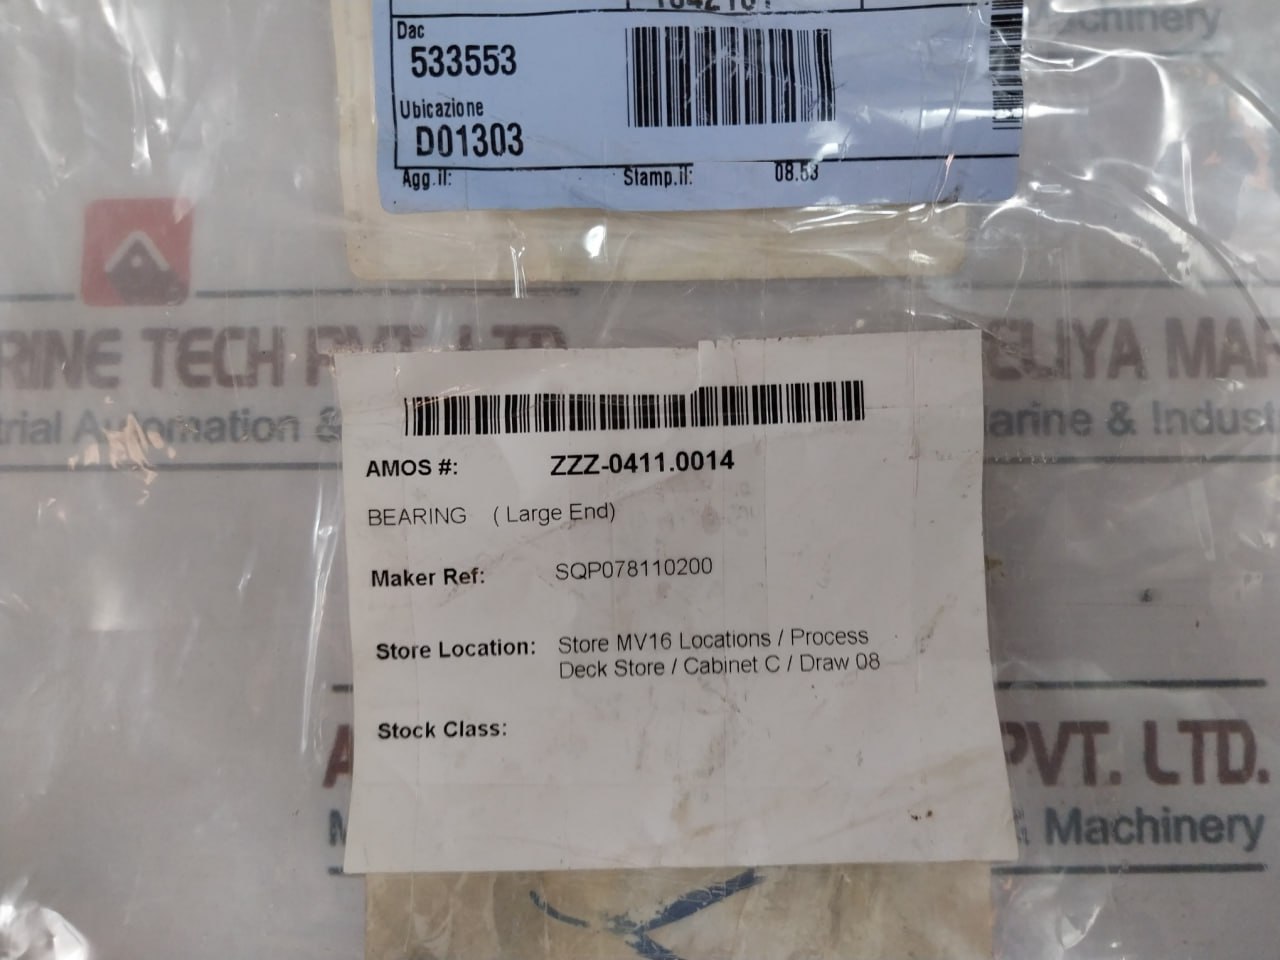 Dac
533553
Ubicazione
D01303
Agg.il:
Stamp.il:
08.53
Machinery
RINE TECH PVT. LTD.
trial Automation &
ELIYA MAR
arine & Indust
AMOS #: ZZZ-0411.0014
BEARING ( Large End)
Maker Ref: SQP078110200
Store Location: Store MV16 Locations / Process
Deck Store / Cabinet C / Draw 08
Stock Class:
PVT. LTD.
& Machinery